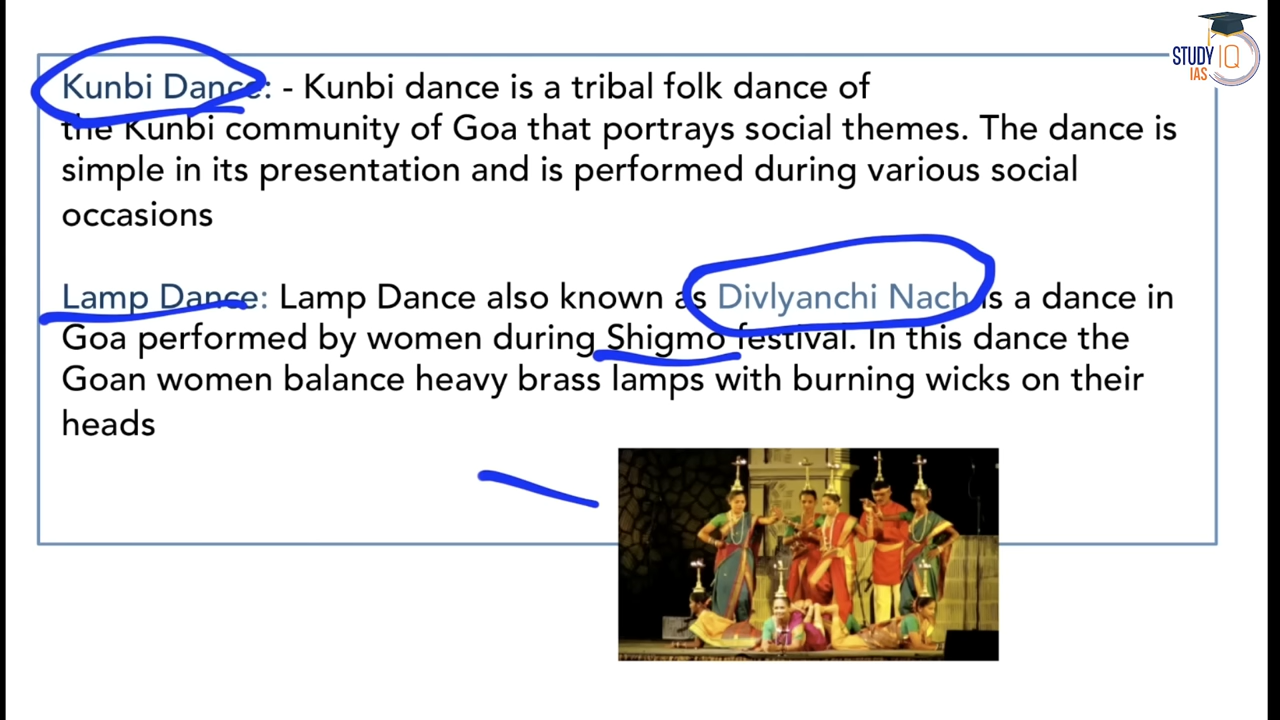 STUDY IQ
IAS
Kunbi Dance: - Kunbi dance is a tribal folk dance of
the Kunbi community of Goa that portrays social themes. The dance is
simple in its presentation and is performed during various social
occasions
Lamp Dance: Lamp Dance also known as Divlyanchi Nach is a dance in
Goa performed by women during Shigmo festival. In this dance the
Goan women balance heavy brass lamps with burning wicks on their
heads